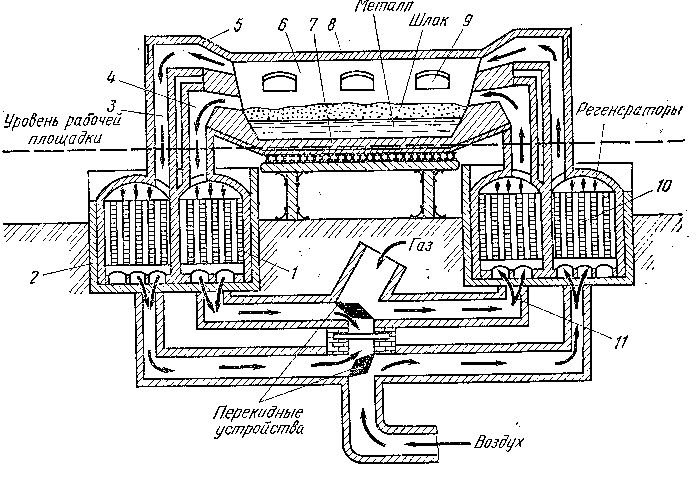 Металл
Шлак
5
6
8
7
9
4
3
Уровень рабочей
площадки
Регенсраторы
10
2
1
Газ
11
Перекидные
устройства
Воздух